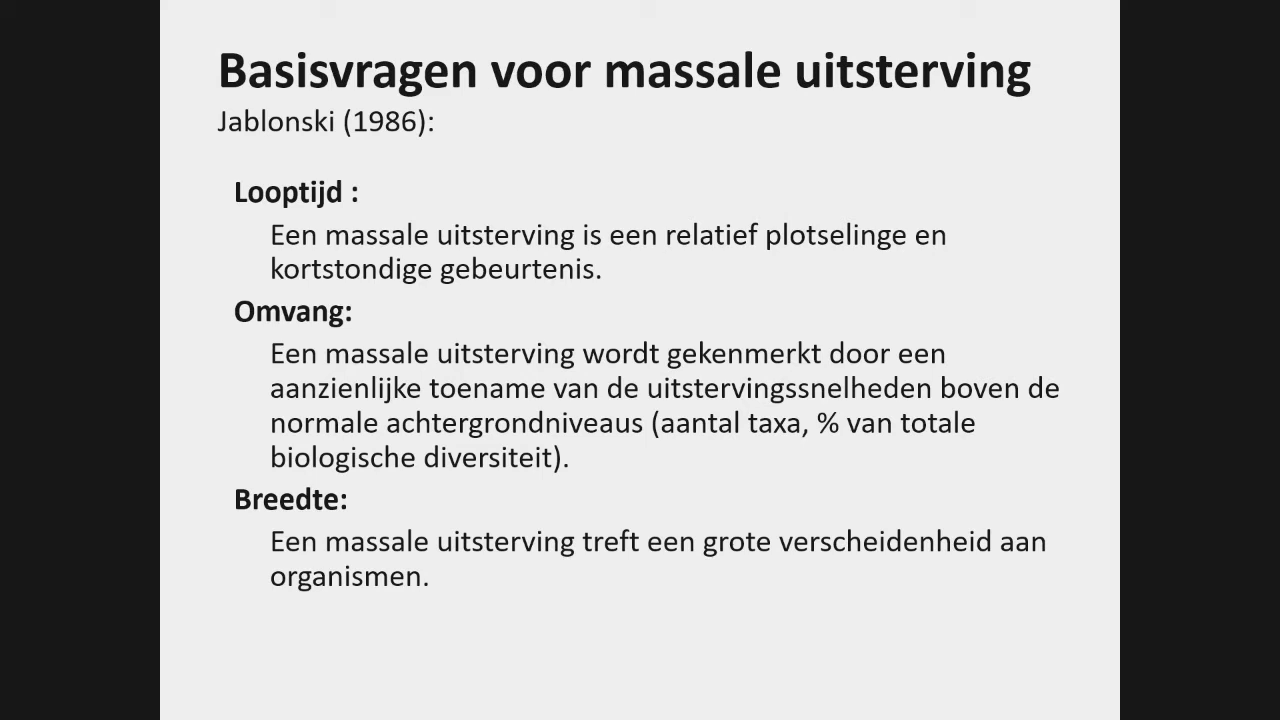 Basisvragen voor massale uitsterving
Jablonski (1986):
Looptijd :
Een massale uitsterving is een relatief plotselinge en
kortstondige gebeurtenis.
Omvang:
Een massale uitsterving wordt gekenmerkt door een
aanzienlijke toename van de uitstervingssnelheden boven de
normale achtergrondniveaus (aantal taxa, % van totale
biologische diversiteit).
Breedte:
Een massale uitsterving treft een grote verscheidenheid aan
organismen.